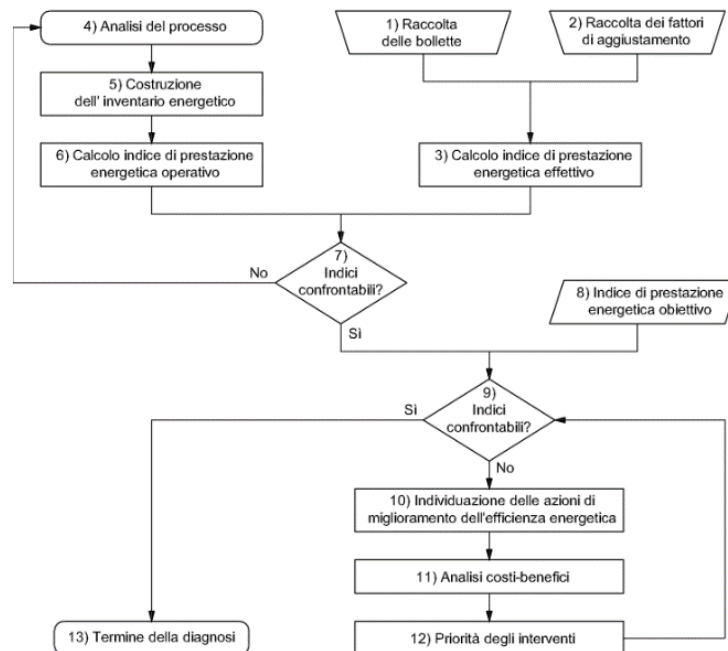 4) Analisi del processo
1) Raccolta
delle bollette
2) Raccolta dei fattori
di aggiustamento
5) Costruzione
dell' inventario energetico
6) Calcolo indice di prestazione
energetica operativo
3) Calcolo indice di prestazione
energetica effettivo
7)
Indici
confrontabili?
No
Sì
8) Indice di prestazione
energetica obiettivo
9)
Indici
confrontabili?
Sì
No
10) Individuazione delle azioni di
miglioramento dell'efficienza energetica
11) Analisi costi-benefici
13) Termine della diagnosi
12) Priorità degli interventi